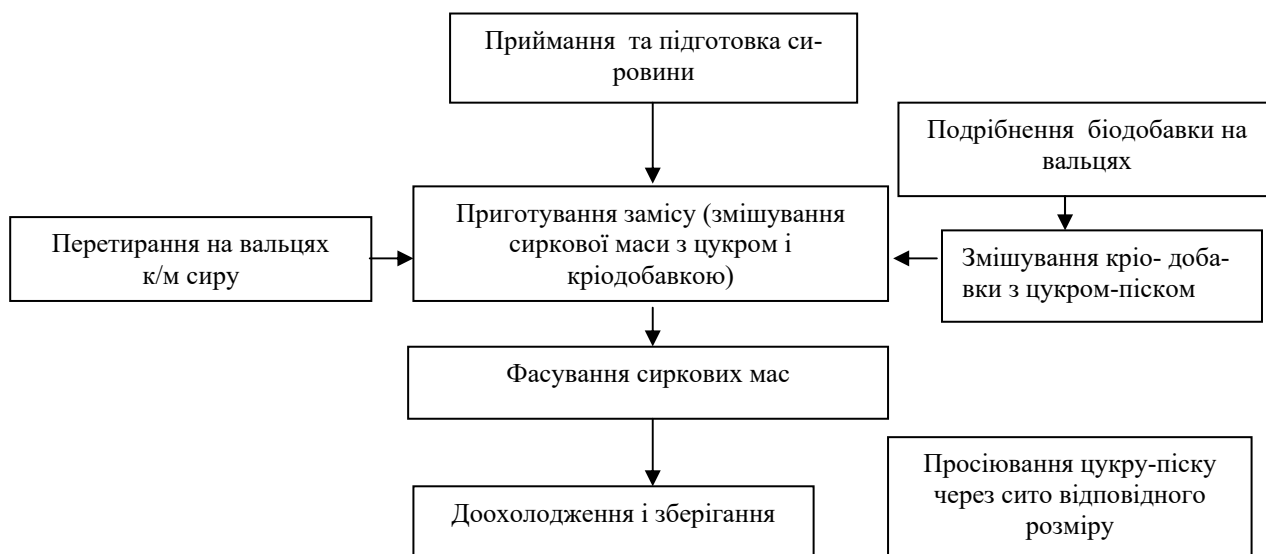 Приймання та підготовка си-
ровини
Подрібнення біодобавки на
вальцях
Приготування замісу (змішування
сиркової маси з цукром і
кріодобавкою)
Перетирання на вальцях
к/м сиру
Змішування кріо- доба-
вки з цукром-піском
Фасування сиркових мас
Просіювання цукру-піску
через сито відповідного
розміру
Доохолодження і зберігання